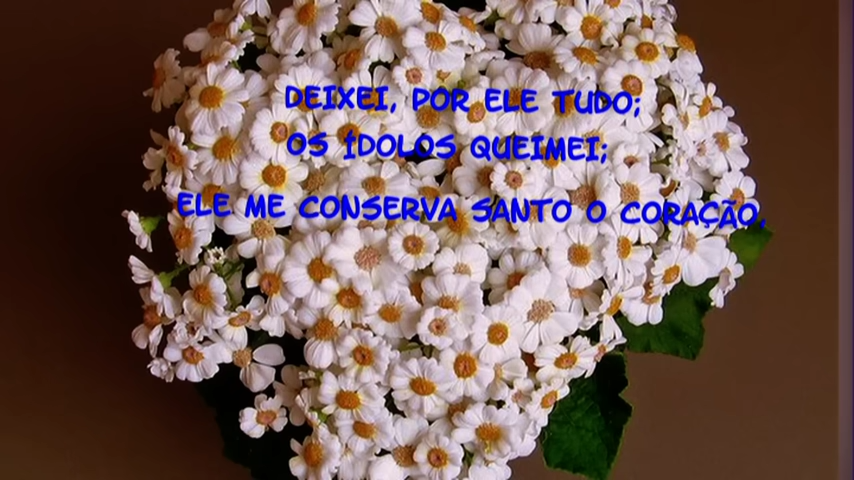 DEIXEI, POR ELE TUDO;
OS ÍDOLOS QUEIMEI;
ELE ME CONSERVA SANTO O CORAÇÃO,